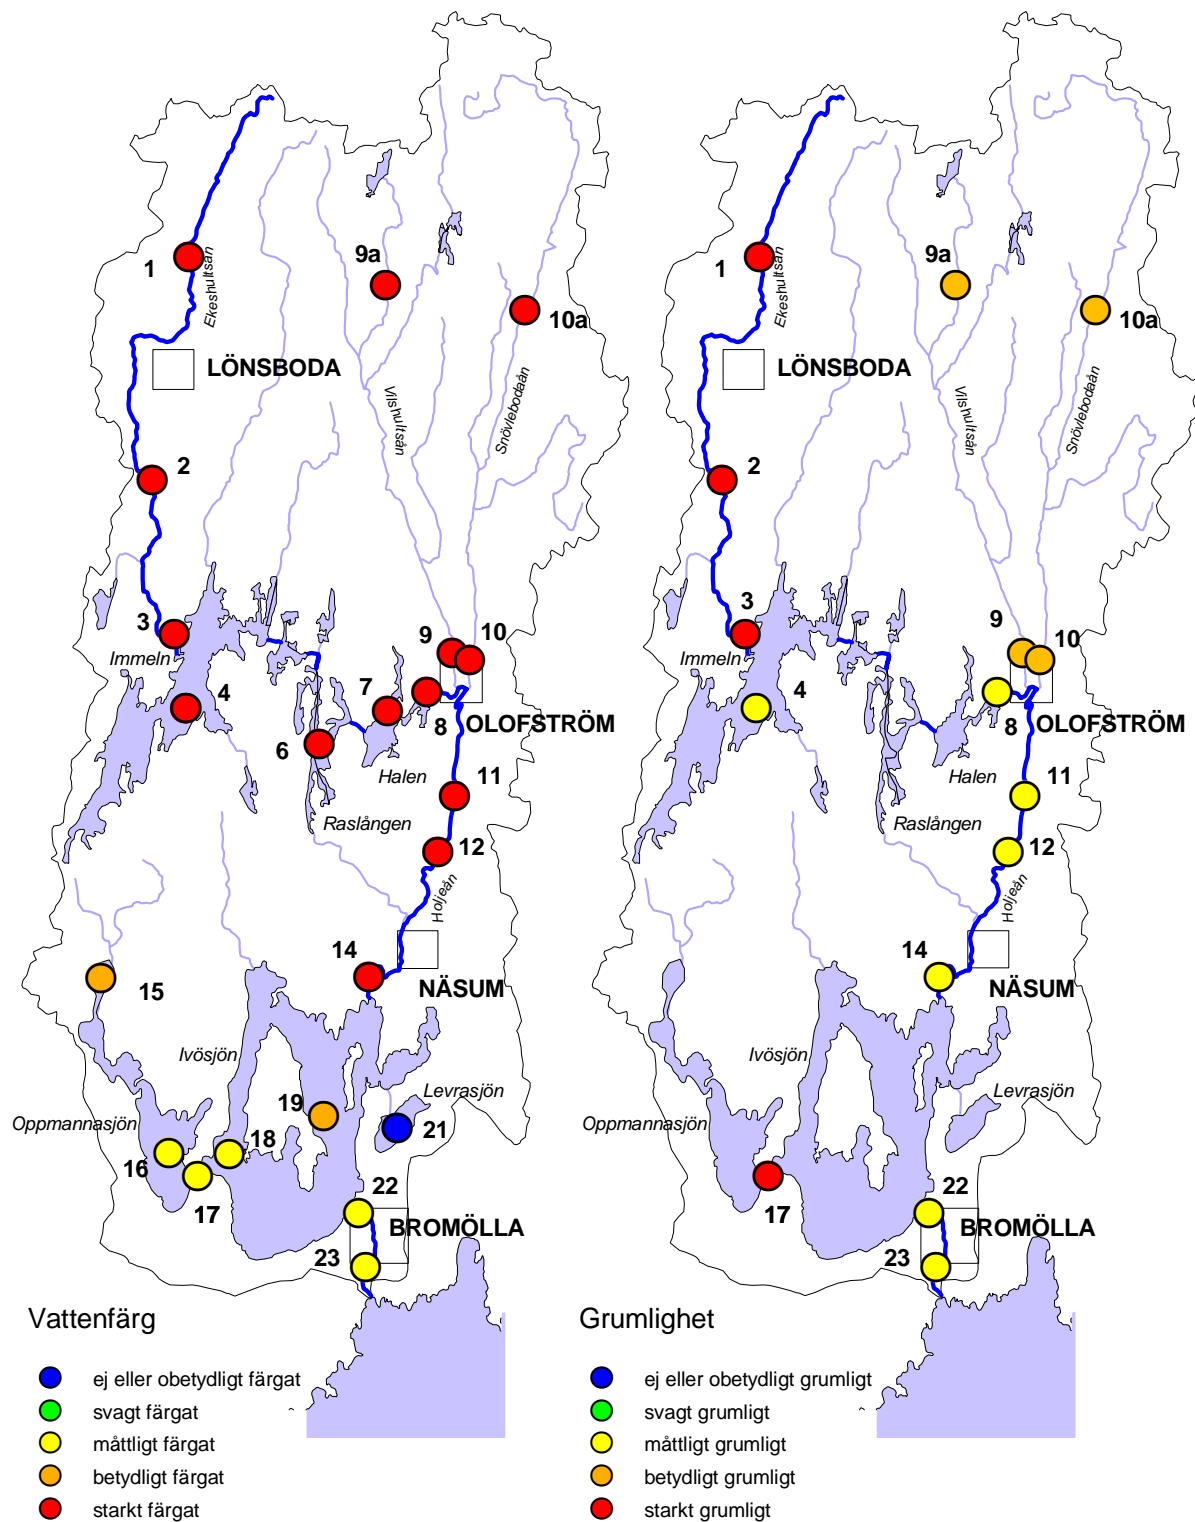 1
Ekeshultsån
9a
10a
LÖNSBODA
Vilshultsån
Snövlebodaån
2
3
Immeln
4
9
10
7
8
OLOFSTRÖM
6
Halen
11
Raslången
12
Holjeån
14
NÄSUM
15
Ivösjön
Levrasjön
19
Oppmannasjön
21
18
16
17
22
BROMÖLLA
23
Vattenfärg
ej eller obetydligt färgat
svagt färgat
måttligt färgat
betydligt färgat
starkt färgat
1
Ekeshultsån
9a
10a
LÖNSBODA
Vilshultsån
Snövlebodaån
2
3
Immeln
4
9
10
8
OLOFSTRÖM
Halen
11
Raslången
12
Holjeån
14
NÄSUM
Ivösjön
Levrasjön
Oppmannasjön
17
22
BROMÖLLA
23
Grumlighet
ej eller obetydligt grumligt
svagt grumligt
måttligt grumligt
betydligt grumligt
starkt grumligt